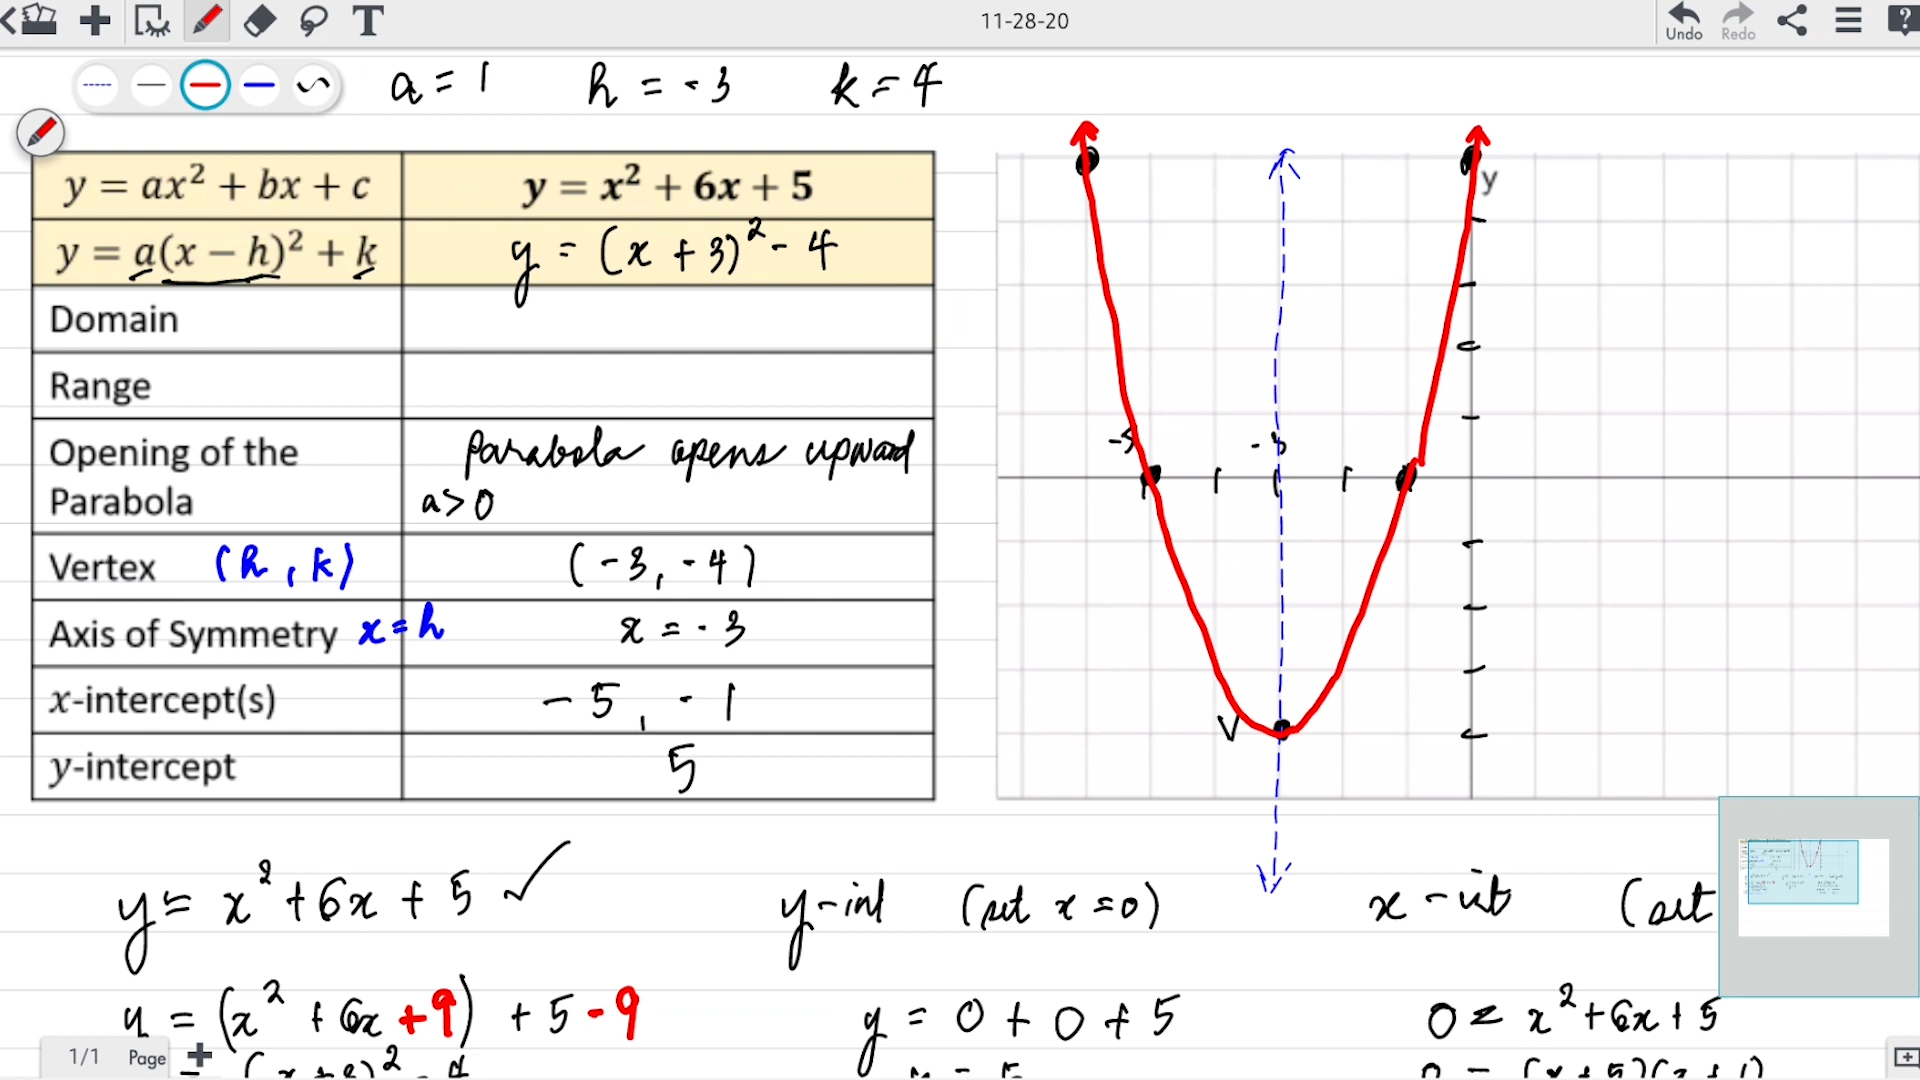 11-28-20
Undo Redo
a = 1 h = -3 k = 4
y = ax² + bx + c y = x² + 6x + 5
y = a(x − h)² + k y = (x + 3)² - 4
Domain
Range
Opening of the Parabola Parabola opens upward
a > 0
Vertex (h, k) (-3, -4)
Axis of Symmetry x = h x = -3
x-intercept(s) -5, -1
y-intercept 5
y
-5 -3
V
y = x² + 6x + 5 ✓ y-int (set x = 0) x-int (set
y = (x² + 6x + 9) + 5 - 9 y = 0 + 0 + 5 0 = x² + 6x + 5
1/1 Page